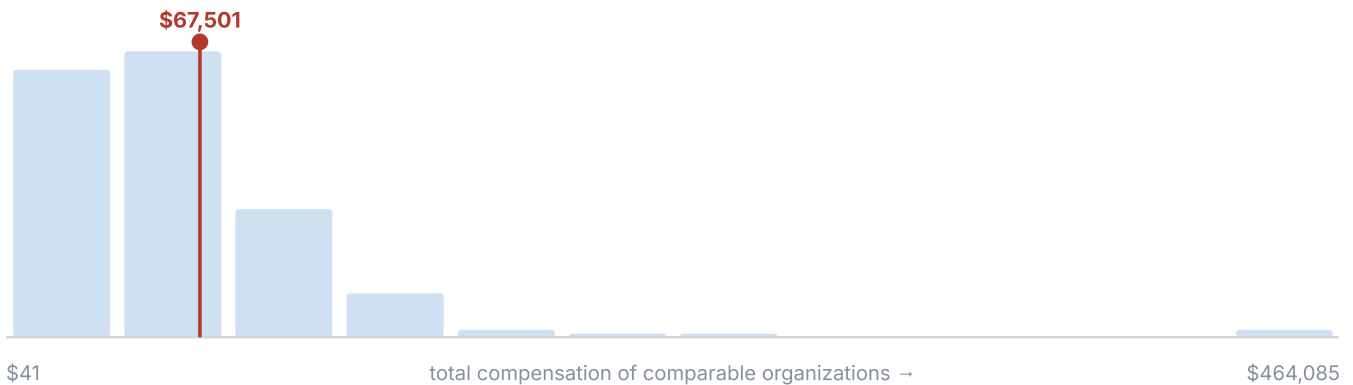 $67,501
$41
total compensation of comparable organizations →
$464,085